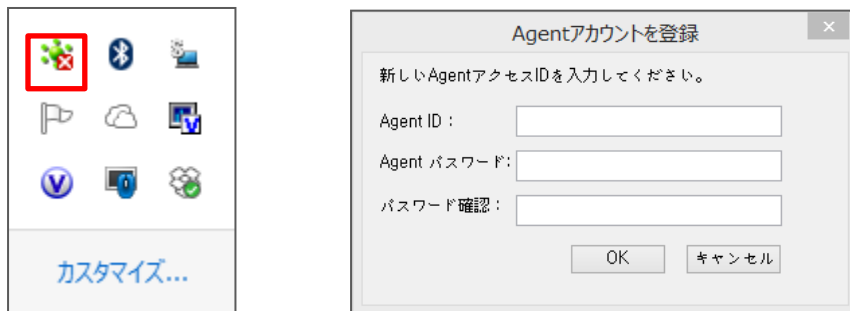 カスタマイズ...
Agentアカウントを登録
新しいAgentアクセスIDを入力してください。
Agent ID :
Agent パスワード:
パスワード確認 :
OK
キャンセル